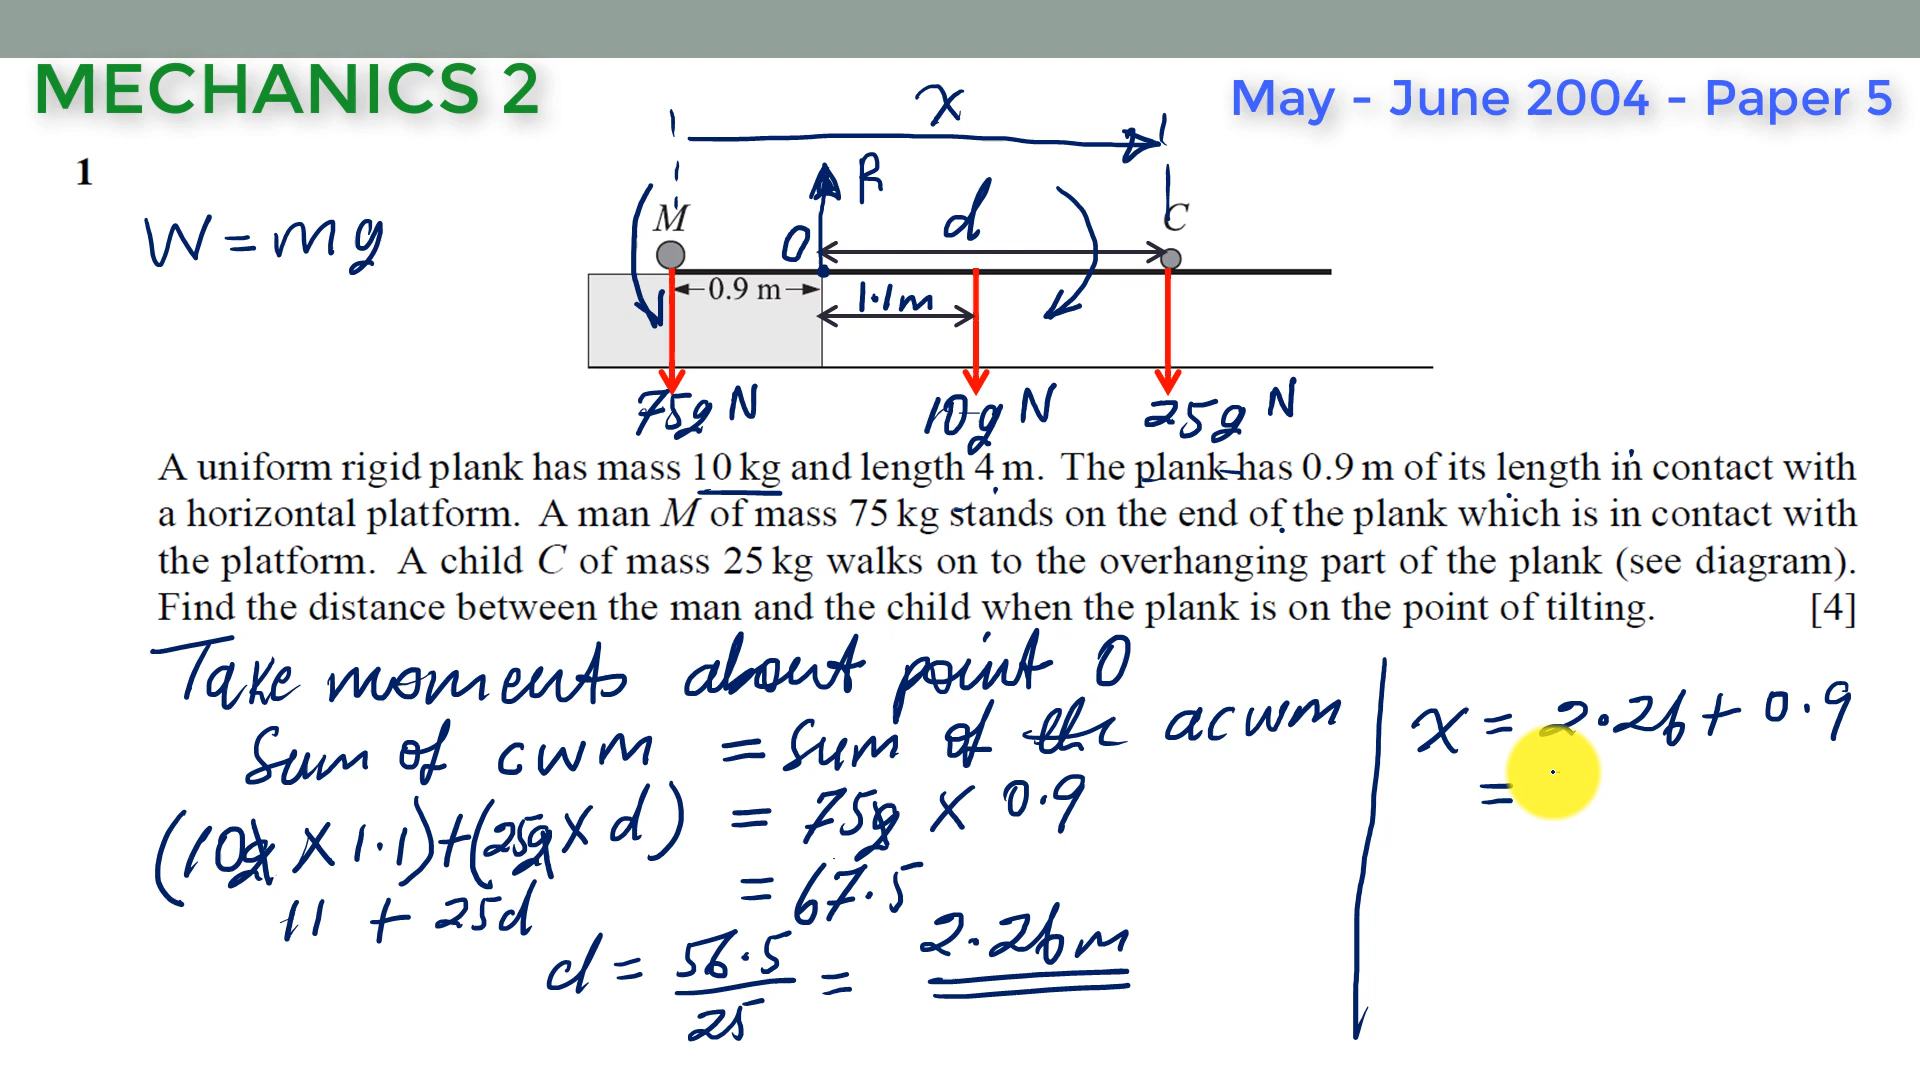 MECHANICS 2
May - June 2004 - Paper 5
1
W = mg
x
R
M
O
d
C
0.9 m
1.1m
75g N
10g N
25g N
A uniform rigid plank has mass 10 kg and length 4 m. The plank has 0.9 m of its length in contact with
a horizontal platform. A man M of mass 75 kg stands on the end of the plank which is in contact with
the platform. A child C of mass 25 kg walks on to the overhanging part of the plank (see diagram).
Find the distance between the man and the child when the plank is on the point of tilting. [4]
Take moments about point O
Sum of cwm = sum of the acwm
(10g x 1.1) + (25g x d) = 75g x 0.9
11 + 25d = 67.5
d = 56.5/25 = 2.26m
x = 2.26 + 0.9
=